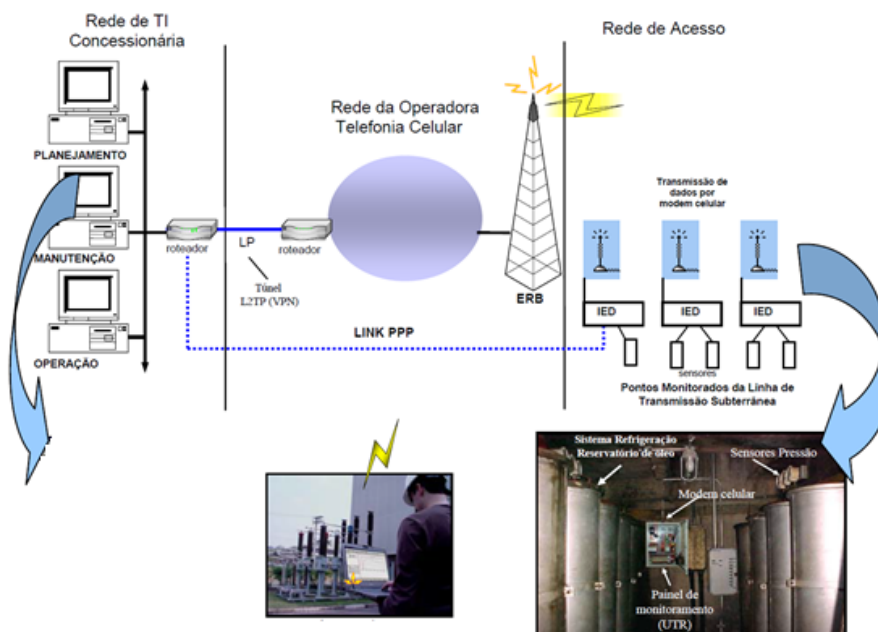 Rede de TI
Concessionária
PLANEJAMENTO
MANUTENÇÃO
OPERAÇÃO
roteador
LP
roteador
Túnel
L2TP (VPN)
LINK PPP
Rede da Operadora
Telefonia Celular
ERB
Rede de Acesso
Transmissão de
dados por
modem celular
IED
IED
IED
sensores
Pontos Monitorados da Linha de
Transmissão Subterrânea
Sistema Refrigeração
Reservatório de óleo
Sensores Pressão
Modem celular
Painel de
monitoramento
(UTR)